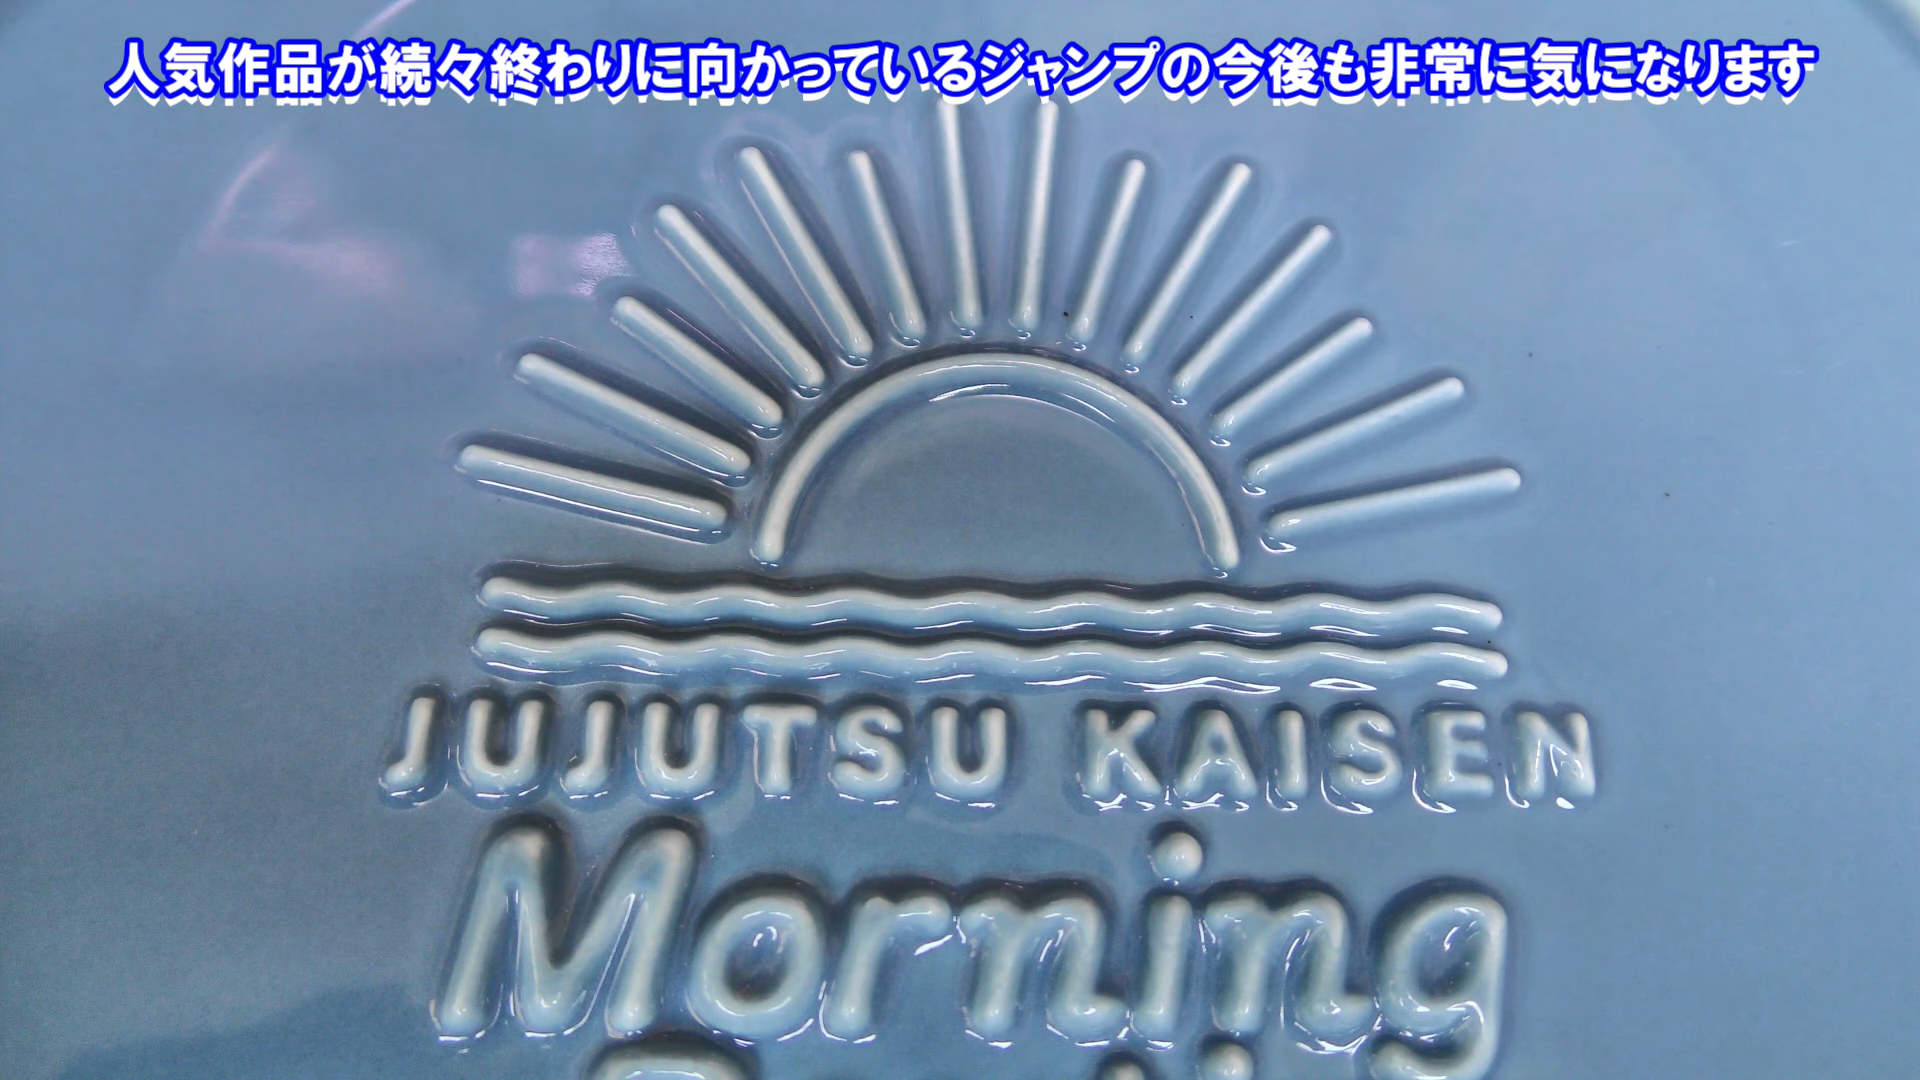 人気作品が続々終わりに向かっているジャンプの今後も非常に気になります
JUJUTSU KAISEN
Morning